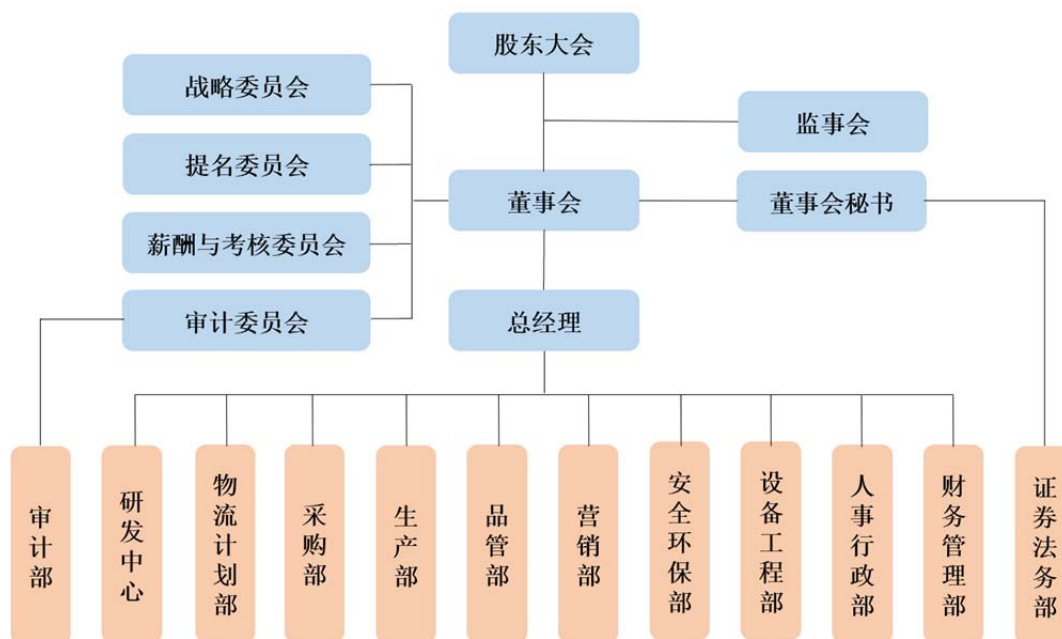 股东大会
战略委员会
监事会
提名委员会
董事会
董事会秘书
薪酬与考核委员会
审计委员会
总经理
审计部
研发中心
物流计划部
采购部
生产部
品管部
营销部
安全环保部
设备工程部
人事行政部
财务管理部
证券法务部